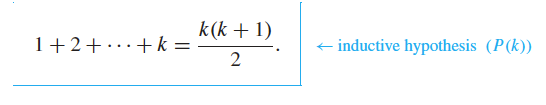 1 + 2 + ··· + k = k(k + 1) / 2 . ← inductive hypothesis (P(k))